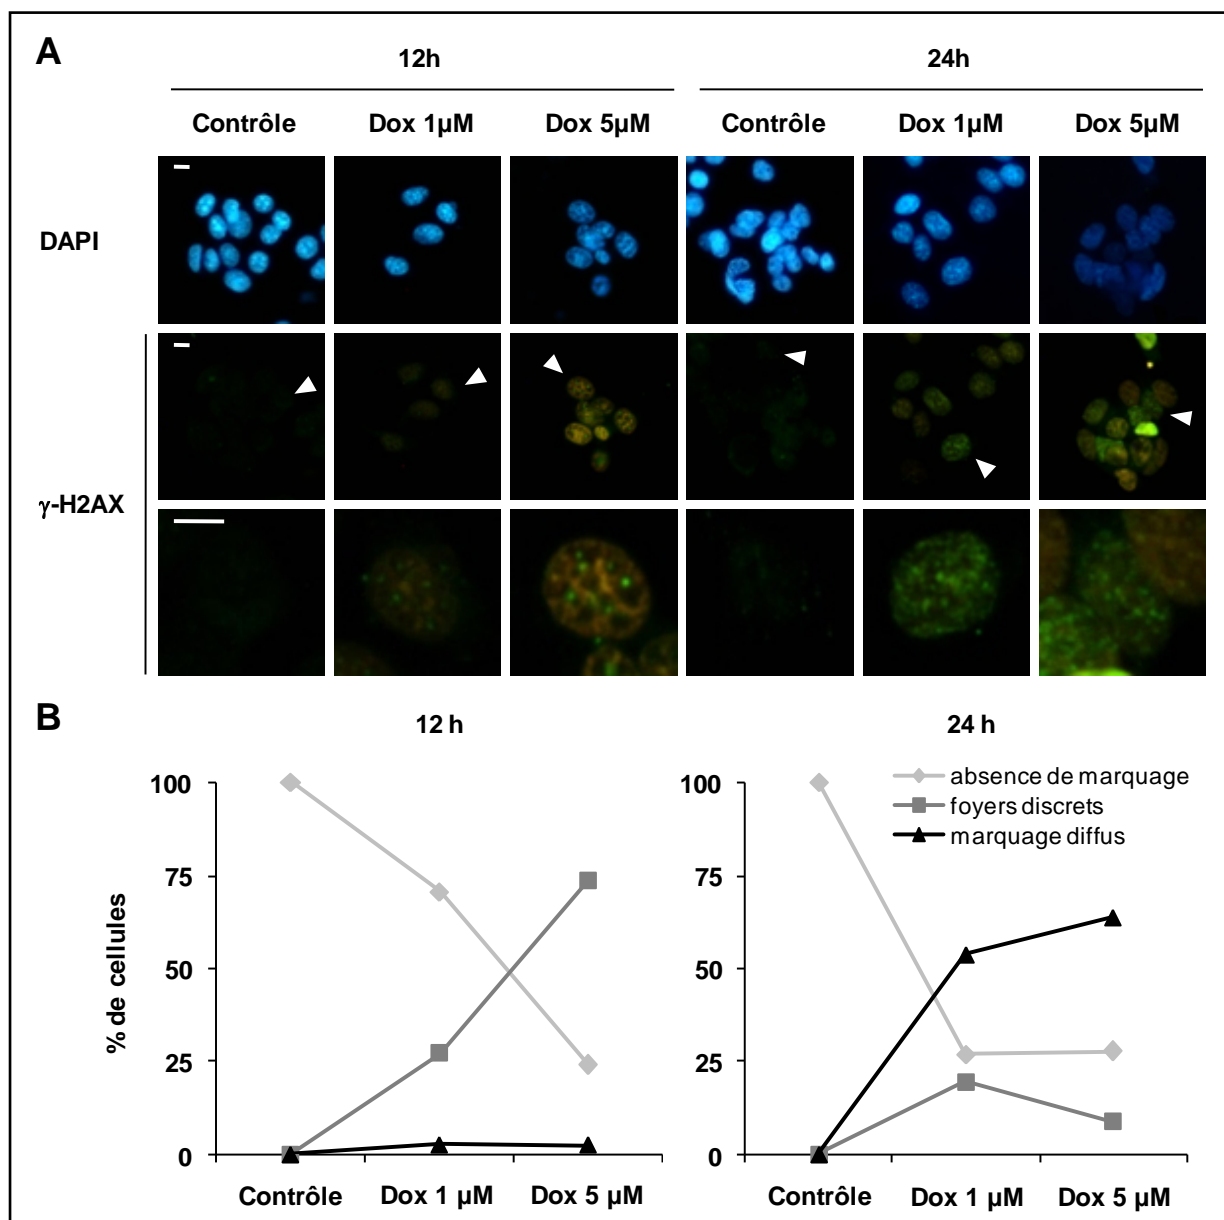 A
12h
24h
Contrôle Dox 1µM Dox 5µM Contrôle Dox 1µM Dox 5µM
DAPI
γ-H2AX
B
12 h
24 h
% de cellules
100
75
50
25
0
Contrôle Dox 1 µM Dox 5 µM
100
75
50
25
0
Contrôle Dox 1 µM Dox 5 µM
absence de marquage
foyers discrets
marquage diffus